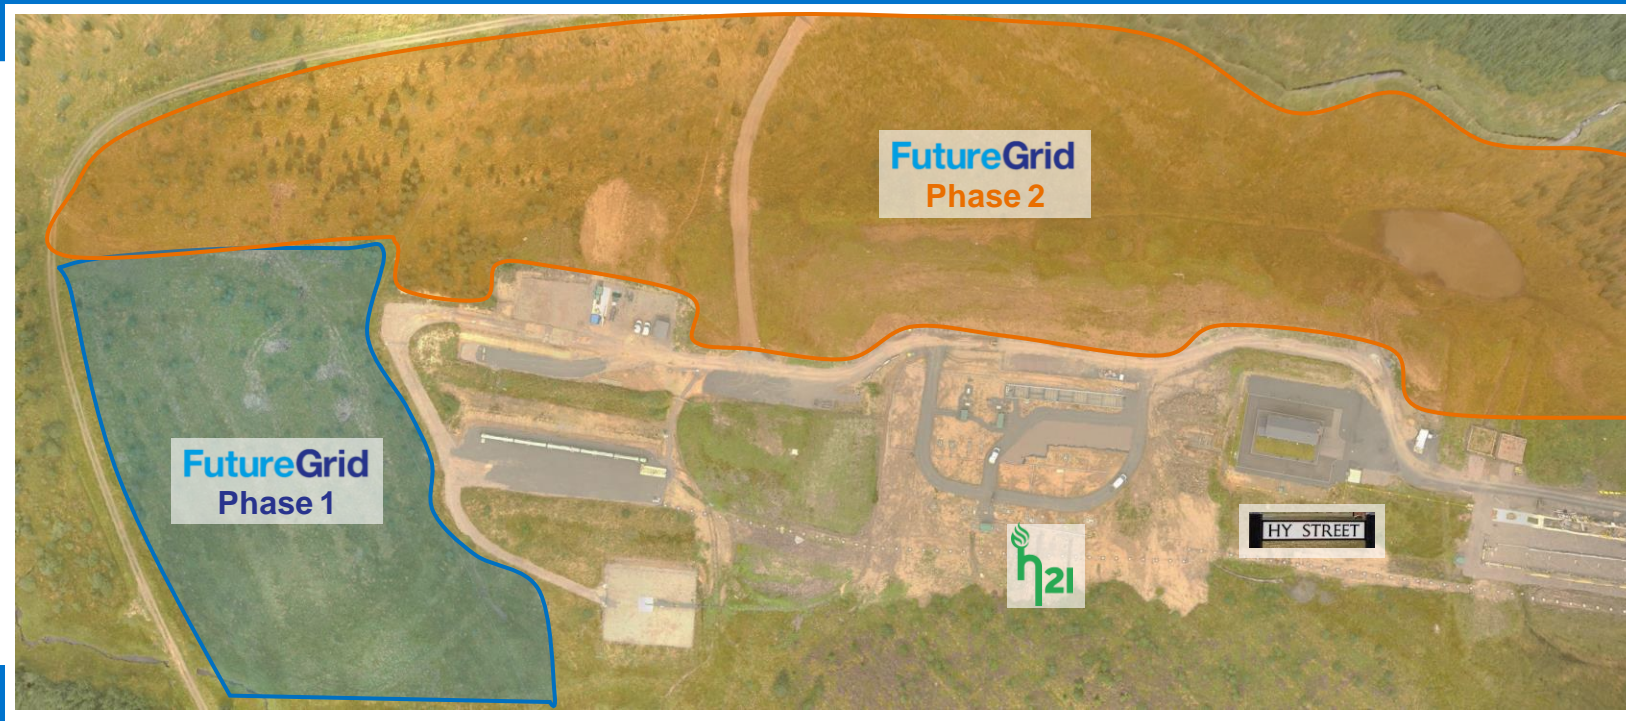 FutureGrid
Phase 2
FutureGrid
Phase 1
HY STREET
h21